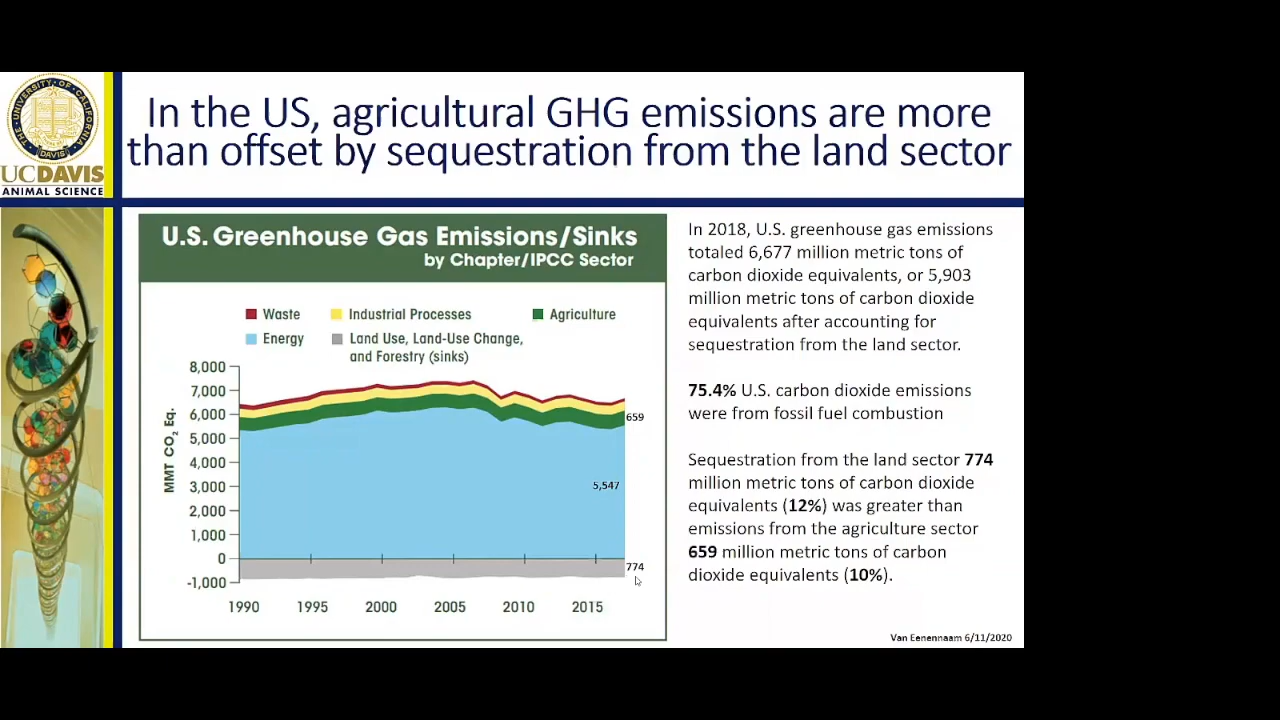 In the US, agricultural GHG emissions are more
than offset by sequestration from the land sector
THE UNIVERSITY OF CALIFORNIA
DAVIS
UCDAVIS
ANIMAL SCIENCE
U.S. Greenhouse Gas Emissions/Sinks
by Chapter/IPCC Sector
Waste
Industrial Processes
Agriculture
Energy
Land Use, Land-Use Change,
and Forestry (sinks)
MMT CO2 Eq.
8,000
7,000
6,000
5,000
4,000
3,000
2,000
1,000
0
-1,000
659
5,547
774
1990
1995
2000
2005
2010
2015
In 2018, U.S. greenhouse gas emissions
totaled 6,677 million metric tons of
carbon dioxide equivalents, or 5,903
million metric tons of carbon dioxide
equivalents after accounting for
sequestration from the land sector.
75.4% U.S. carbon dioxide emissions
were from fossil fuel combustion
Sequestration from the land sector 774
million metric tons of carbon dioxide
equivalents (12%) was greater than
emissions from the agriculture sector
659 million metric tons of carbon
dioxide equivalents (10%).
Van Eenennaam 6/11/2020